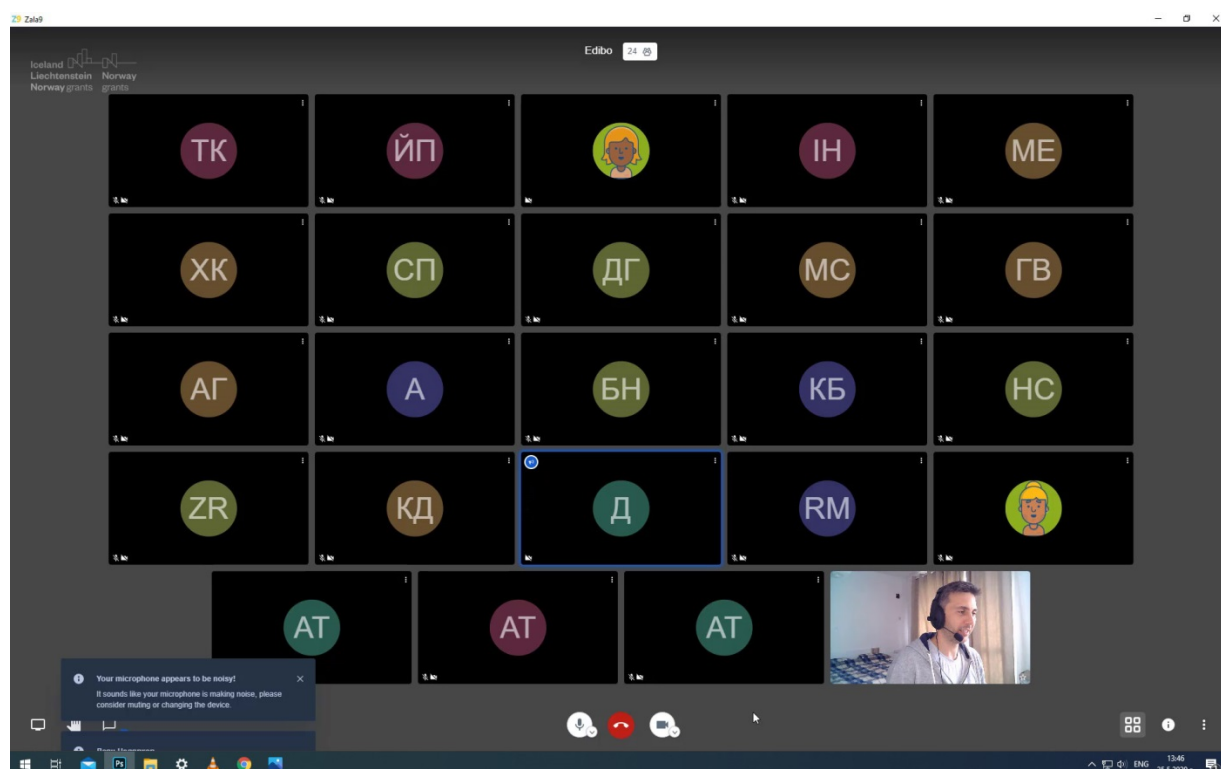 Z9 Zala9
Edibo 24
Iceland
Liechtenstein Norway
Norway grants grants
ТК ЙП ІН МЕ
ХК СП ДГ МС ГВ
АГ А БН КБ НС
ZR КД Д RM
АТ АТ АТ
Your microphone appears to be noisy!
It sounds like your microphone is making noise, please
consider muting or changing the device.
Ps
ENG 13:46